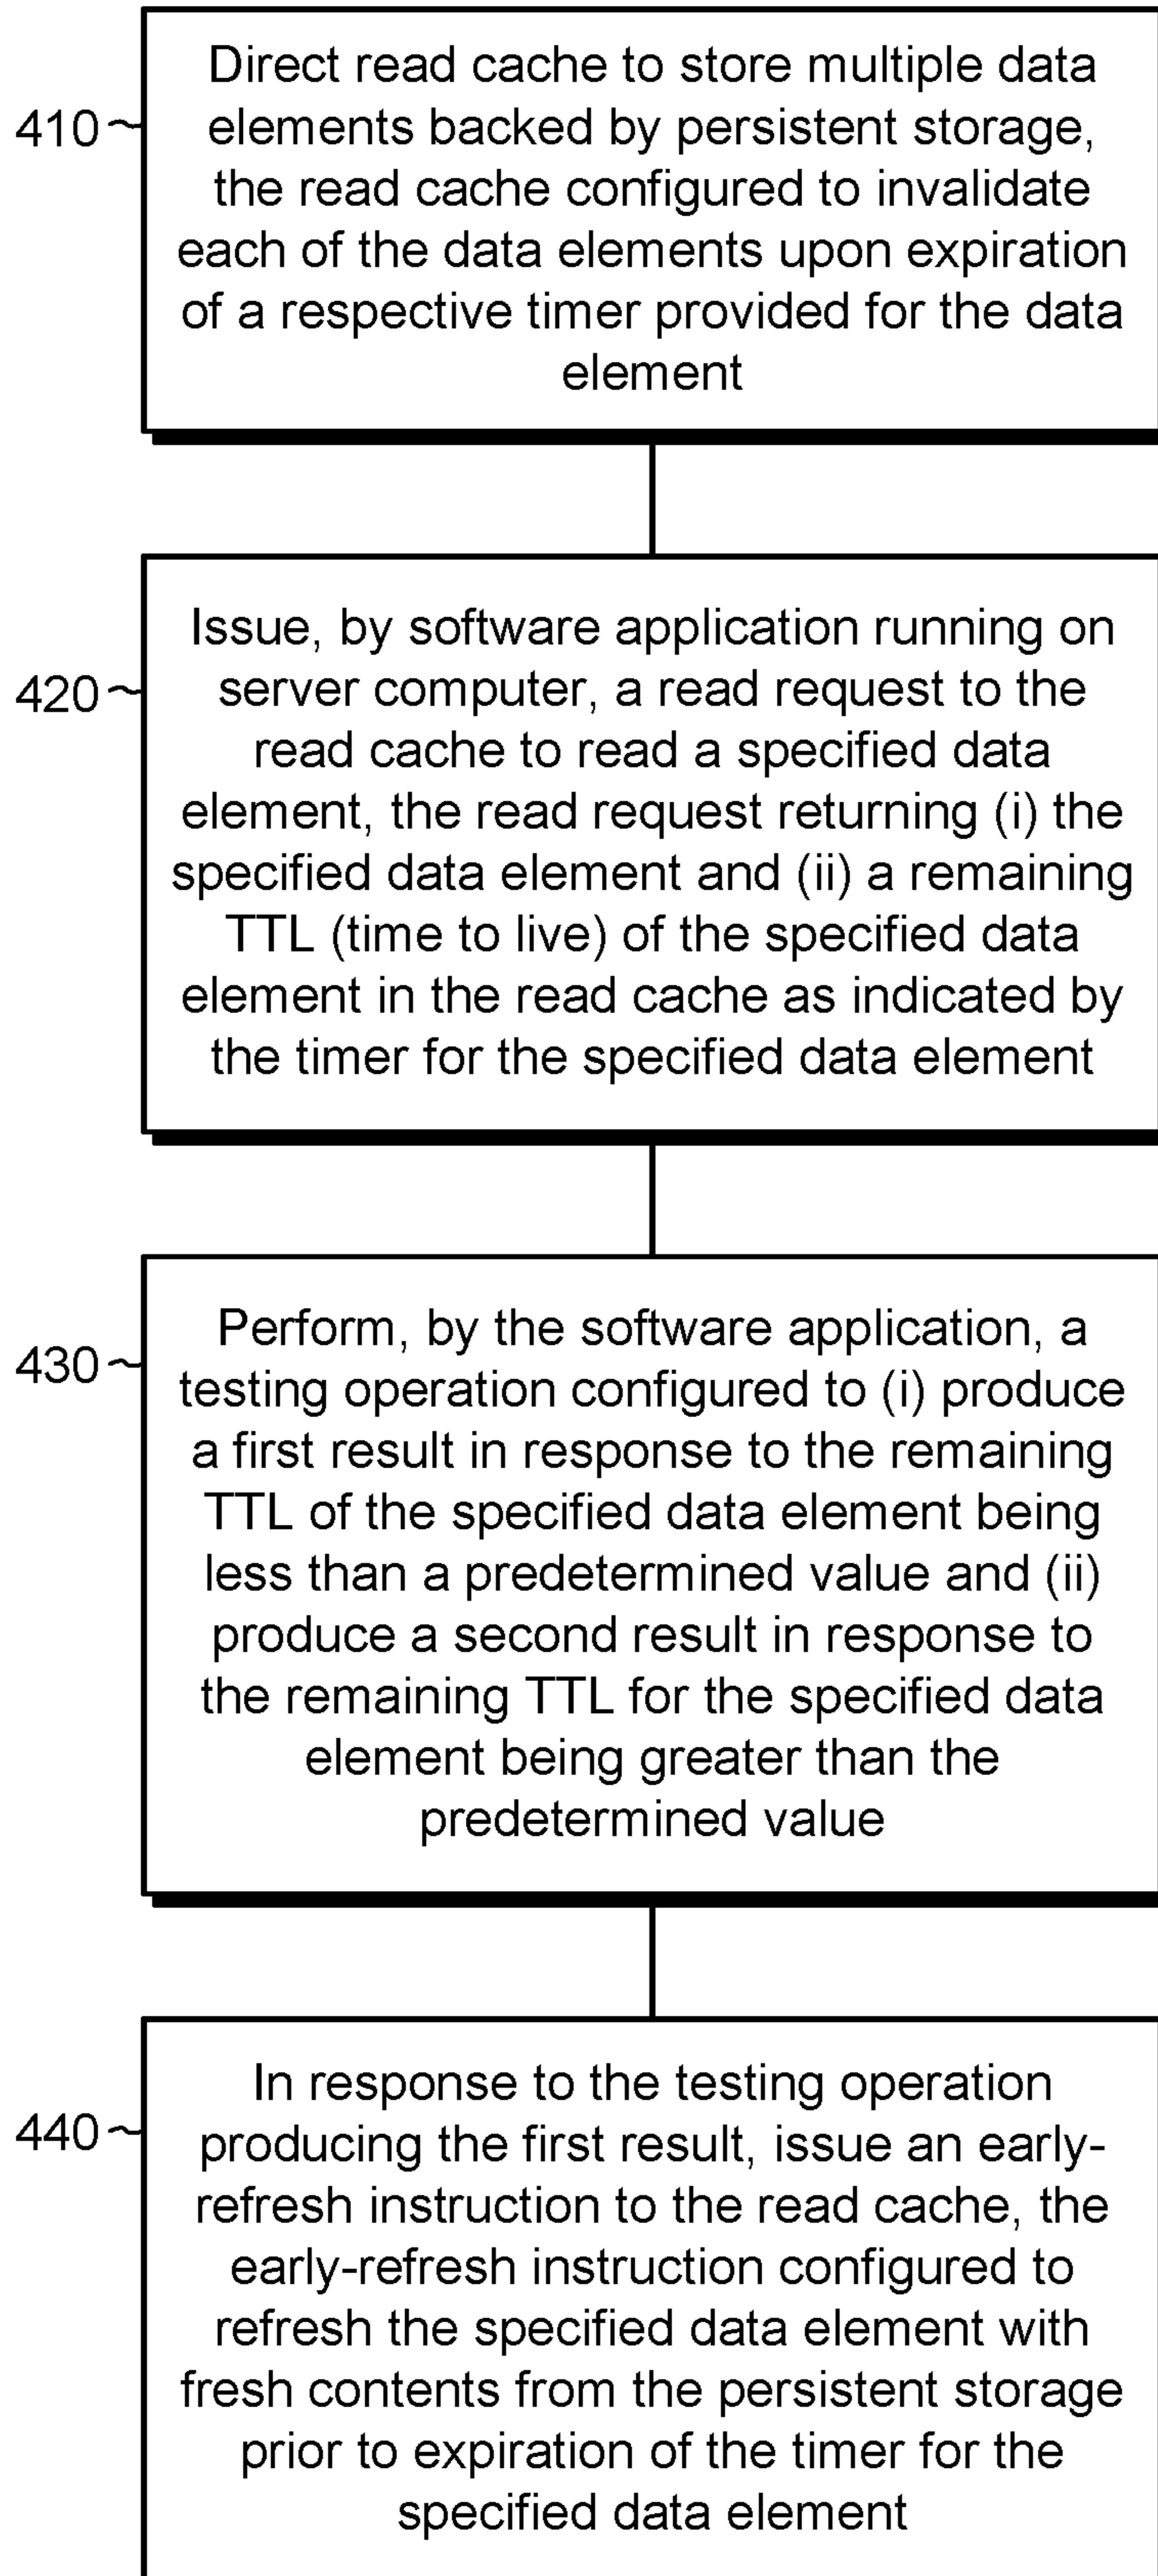 Direct read cache to store multiple data
410
elements backed by persistent storage,
the read cache configured to invalidate
each of the data elements upon expiration
of a respective timer provided for the data
element
Issue, by software application running on
420
server computer, a read request to the
read cache to read a specified data
element, the read request returning (i) the
specified data element and (ii) a remaining
TTL (time to live) of the specified data
element in the read cache as indicated by
the timer for the specified data element
Perform, by the software application, a
430
testing operation configured to (i) produce
a first result in response to the remaining
TTL of the specified data element being
less than a predetermined value and (ii)
produce a second result in response to
the remaining TTL for the specified data
element being greater than the
predetermined value
In response to the testing operation
440
producing the first result, issue an early-
refresh instruction to the read cache, the
early-refresh instruction configured to
refresh the specified data element with
fresh contents from the persistent storage
prior to expiration of the timer for the
specified data element